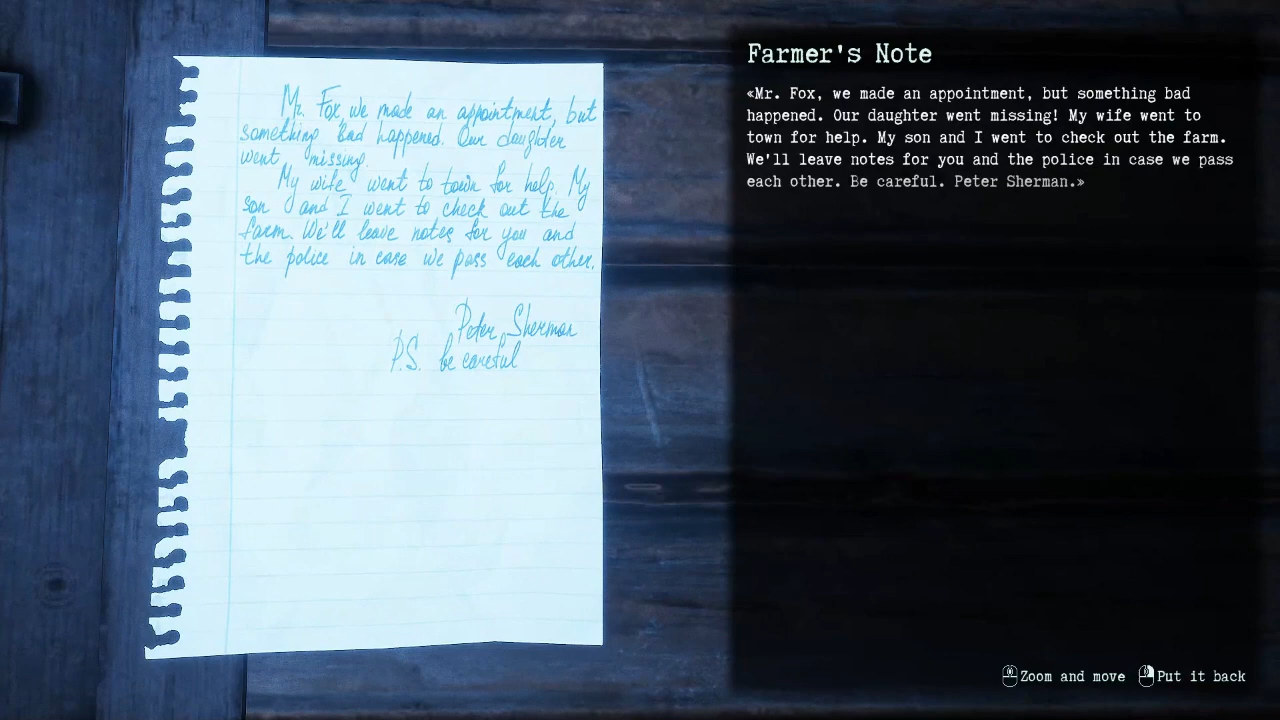 Mr. Fox, we made an appointment, but
something bad happened. Our daughter
went missing.
My wife went to town for help. My
son and I went to check out the
farm. We'll leave notes for you and
the police in case we pass each other.
Peter Sherman
P.S. be careful
Farmer's Note
«Mr. Fox, we made an appointment, but something bad
happened. Our daughter went missing! My wife went to
town for help. My son and I went to check out the farm.
We'll leave notes for you and the police in case we pass
each other. Be careful. Peter Sherman.»
Zoom and move Put it back